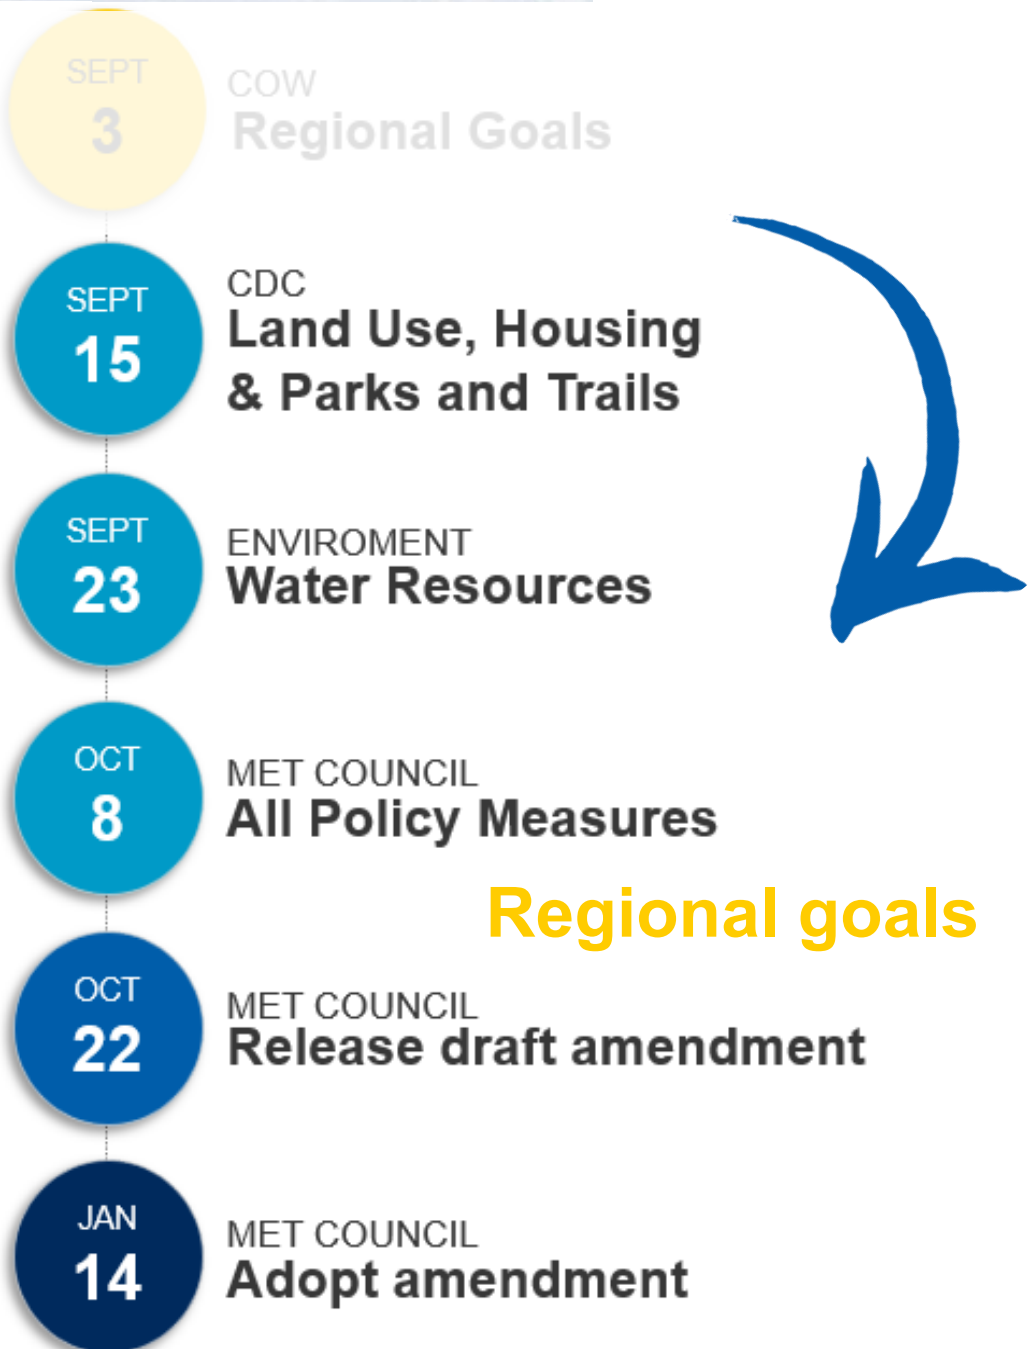 SEPT
3
COW
Regional Goals
SEPT
15
CDC
Land Use, Housing
& Parks and Trails
SEPT
23
ENVIROMENT
Water Resources
OCT
8
MET COUNCIL
All Policy Measures
Regional goals
OCT
22
MET COUNCIL
Release draft amendment
JAN
14
MET COUNCIL
Adopt amendment